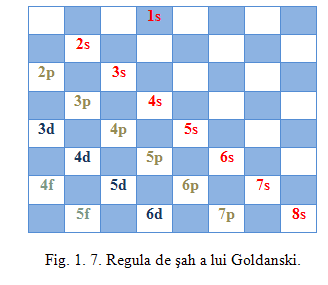 1s
2s
2p 3s
3p 4s
3d 4p 5s
4d 5p 6s
4f 5d 6p 7s
5f 6d 7p 8s
Fig. 1. 7. Regula de şah a lui Goldanski.